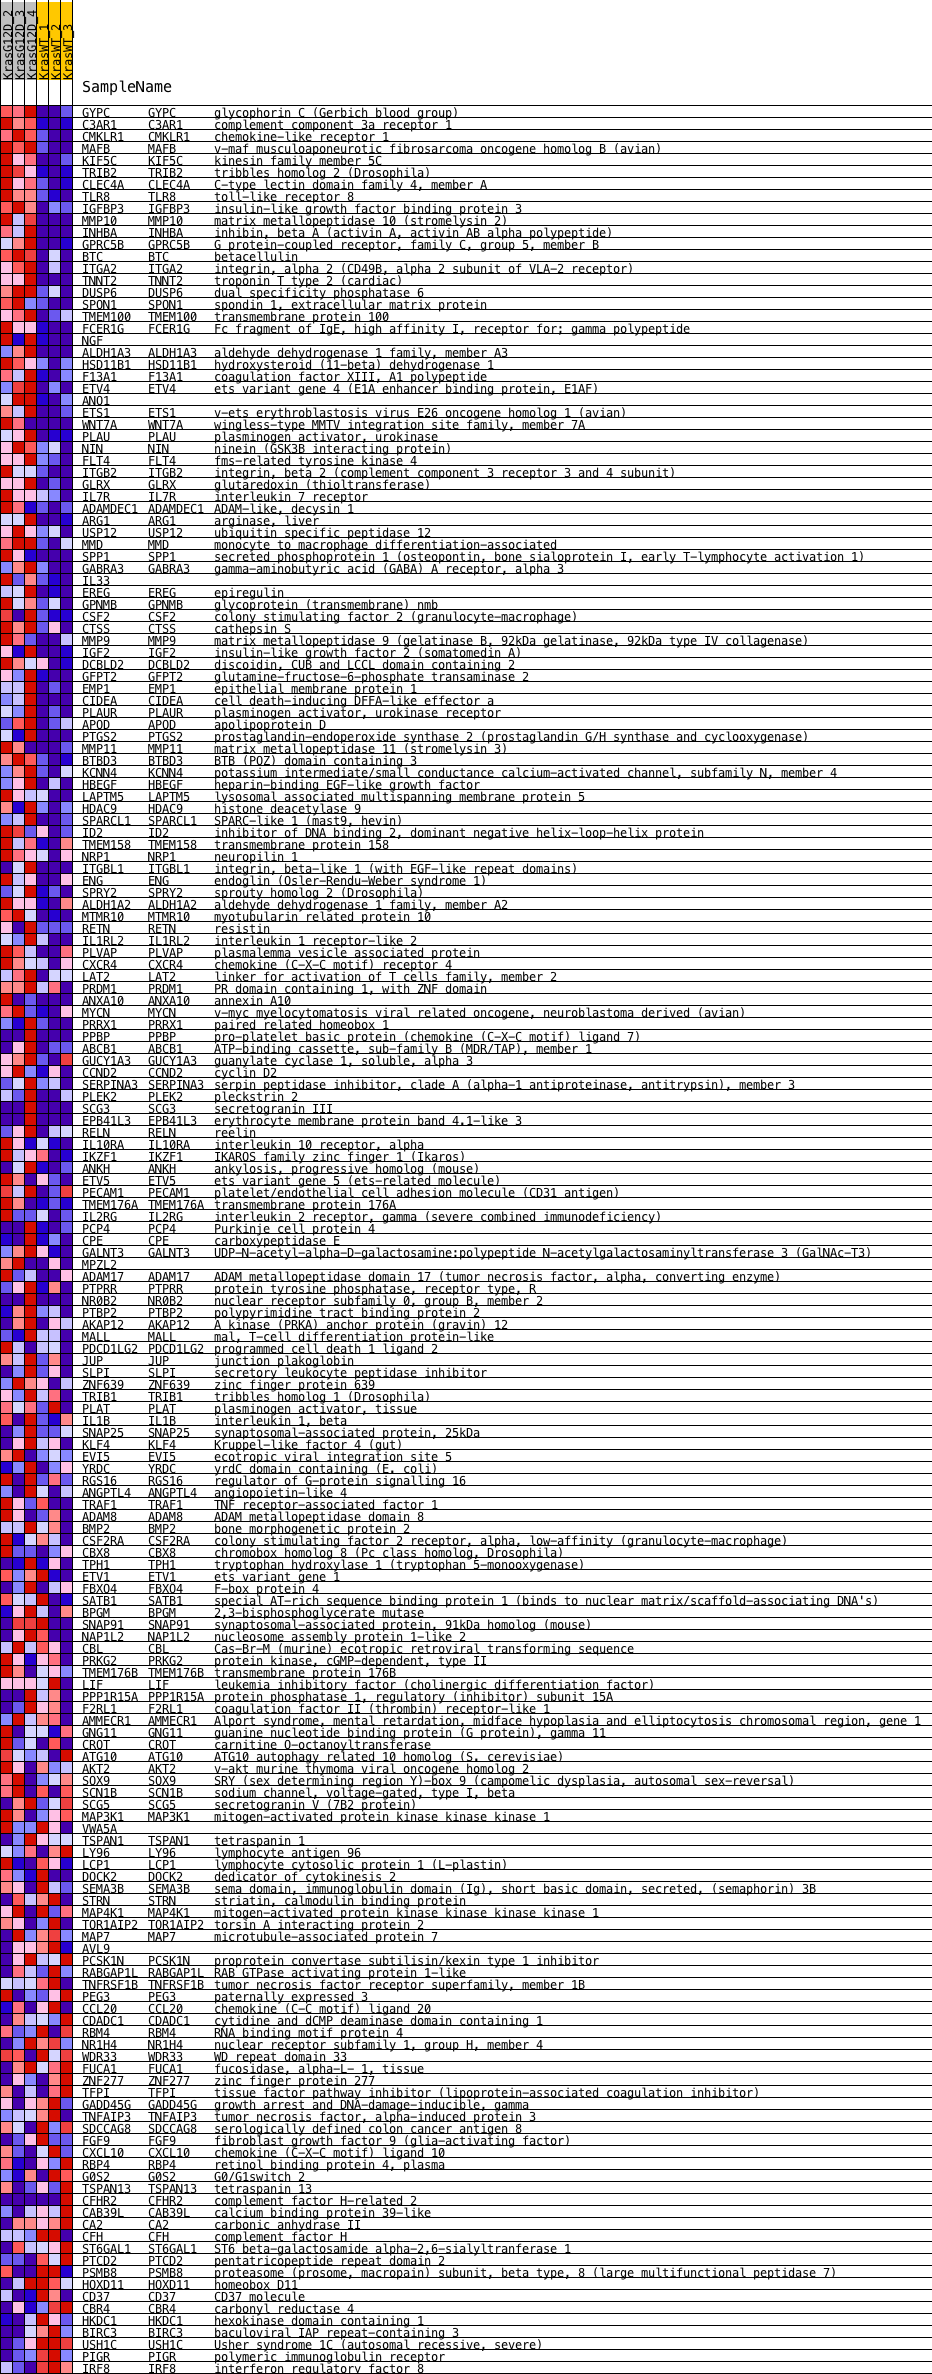 KrasG12D_2
KrasG12D_3
KrasG12D_4
KrasWT_1
KrasWT_2
KrasWT_3
SampleName
GYPC GYPC glycophorin C (Gerbich blood group)
C3AR1 C3AR1 complement component 3a receptor 1
CMKLR1 CMKLR1 chemokine-like receptor 1
MAFB MAFB v-maf musculoaponeurotic fibrosarcoma oncogene homolog B (avian)
KIF5C KIF5C kinesin family member 5C
TRIB2 TRIB2 tribbles homolog 2 (Drosophila)
CLEC4A CLEC4A C-type lectin domain family 4, member A
TLR8 TLR8 toll-like receptor 8
IGFBP3 IGFBP3 insulin-like growth factor binding protein 3
MMP10 MMP10 matrix metallopeptidase 10 (stromelysin 2)
INHBA INHBA inhibin, beta A (activin A, activin AB alpha polypeptide)
GPRC5B GPRC5B G protein-coupled receptor, family C, group 5, member B
BTC BTC betacellulin
ITGA2 ITGA2 integrin, alpha 2 (CD49B, alpha 2 subunit of VLA-2 receptor)
TNNT2 TNNT2 troponin T type 2 (cardiac)
DUSP6 DUSP6 dual specificity phosphatase 6
SPON1 SPON1 spondin 1, extracellular matrix protein
TMEM100 TMEM100 transmembrane protein 100
FCER1G FCER1G Fc fragment of IgE, high affinity I, receptor for; gamma polypeptide
NGF
ALDH1A3 ALDH1A3 aldehyde dehydrogenase 1 family, member A3
HSD11B1 HSD11B1 hydroxysteroid (11-beta) dehydrogenase 1
F13A1 F13A1 coagulation factor XIII, A1 polypeptide
ETV4 ETV4 ets variant gene 4 (E1A enhancer binding protein, E1AF)
ANO1
ETS1 ETS1 v-ets erythroblastosis virus E26 oncogene homolog 1 (avian)
WNT7A WNT7A wingless-type MMTV integration site family, member 7A
PLAU PLAU plasminogen activator, urokinase
NIN NIN ninein (GSK3B interacting protein)
FLT4 FLT4 fms-related tyrosine kinase 4
ITGB2 ITGB2 integrin, beta 2 (complement component 3 receptor 3 and 4 subunit)
GLRX GLRX glutaredoxin (thioltransferase)
IL7R IL7R interleukin 7 receptor
ADAMDEC1 ADAMDEC1 ADAM-like, decysin 1
ARG1 ARG1 arginase, liver
USP12 USP12 ubiquitin specific peptidase 12
MMD MMD monocyte to macrophage differentiation-associated
SPP1 SPP1 secreted phosphoprotein 1 (osteopontin, bone sialoprotein I, early T-lymphocyte activation 1)
GABRA3 GABRA3 gamma-aminobutyric acid (GABA) A receptor, alpha 3
IL33
EREG EREG epiregulin
GPNMB GPNMB glycoprotein (transmembrane) nmb
CSF2 CSF2 colony stimulating factor 2 (granulocyte-macrophage)
CTSS CTSS cathepsin S
MMP9 MMP9 matrix metallopeptidase 9 (gelatinase B, 92kDa gelatinase, 92kDa type IV collagenase)
IGF2 IGF2 insulin-like growth factor 2 (somatomedin A)
DCBLD2 DCBLD2 discoidin, CUB and LCCL domain containing 2
GFPT2 GFPT2 glutamine-fructose-6-phosphate transaminase 2
EMP1 EMP1 epithelial membrane protein 1
CIDEA CIDEA cell death-inducing DFFA-like effector a
PLAUR PLAUR plasminogen activator, urokinase receptor
APOD APOD apolipoprotein D
PTGS2 PTGS2 prostaglandin-endoperoxide synthase 2 (prostaglandin G/H synthase and cyclooxygenase)
MMP11 MMP11 matrix metallopeptidase 11 (stromelysin 3)
BTBD3 BTBD3 BTB (POZ) domain containing 3
KCNN4 KCNN4 potassium intermediate/small conductance calcium-activated channel, subfamily N, member 4
HBEGF HBEGF heparin-binding EGF-like growth factor
LAPTM5 LAPTM5 lysosomal associated multispanning membrane protein 5
HDAC9 HDAC9 histone deacetylase 9
SPARCL1 SPARCL1 SPARC-like 1 (mast9, hevin)
ID2 ID2 inhibitor of DNA binding 2, dominant negative helix-loop-helix protein
TMEM158 TMEM158 transmembrane protein 158
NRP1 NRP1 neuropilin 1
ITGBL1 ITGBL1 integrin, beta-like 1 (with EGF-like repeat domains)
ENG ENG endoglin (Osler-Rendu-Weber syndrome 1)
SPRY2 SPRY2 sprouty homolog 2 (Drosophila)
ALDH1A2 ALDH1A2 aldehyde dehydrogenase 1 family, member A2
MTMR10 MTMR10 myotubularin related protein 10
RETN RETN resistin
IL1RL2 IL1RL2 interleukin 1 receptor-like 2
PLVAP PLVAP plasmalemma vesicle associated protein
CXCR4 CXCR4 chemokine (C-X-C motif) receptor 4
LAT2 LAT2 linker for activation of T cells family, member 2
PRDM1 PRDM1 PR domain containing 1, with ZNF domain
ANXA10 ANXA10 annexin A10
MYCN MYCN v-myc myelocytomatosis viral related oncogene, neuroblastoma derived (avian)
PRRX1 PRRX1 paired related homeobox 1
PPBP PPBP pro-platelet basic protein (chemokine (C-X-C motif) ligand 7)
ABCB1 ABCB1 ATP-binding cassette, sub-family B (MDR/TAP), member 1
GUCY1A3 GUCY1A3 guanylate cyclase 1, soluble, alpha 3
CCND2 CCND2 cyclin D2
SERPINA3 SERPINA3 serpin peptidase inhibitor, clade A (alpha-1 antiproteinase, antitrypsin), member 3
PLEK2 PLEK2 pleckstrin 2
SCG3 SCG3 secretogranin III
EPB41L3 EPB41L3 erythrocyte membrane protein band 4.1-like 3
RELN RELN reelin
IL10RA IL10RA interleukin 10 receptor, alpha
IKZF1 IKZF1 IKAROS family zinc finger 1 (Ikaros)
ANKH ANKH ankylosis, progressive homolog (mouse)
ETV5 ETV5 ets variant gene 5 (ets-related molecule)
PECAM1 PECAM1 platelet/endothelial cell adhesion molecule (CD31 antigen)
TMEM176A TMEM176A transmembrane protein 176A
IL2RG IL2RG interleukin 2 receptor, gamma (severe combined immunodeficiency)
PCP4 PCP4 Purkinje cell protein 4
CPE CPE carboxypeptidase E
GALNT3 GALNT3 UDP-N-acetyl-alpha-D-galactosamine:polypeptide N-acetylgalactosaminyltransferase 3 (GalNAc-T3)
MPZL2
ADAM17 ADAM17 ADAM metallopeptidase domain 17 (tumor necrosis factor, alpha, converting enzyme)
PTPRR PTPRR protein tyrosine phosphatase, receptor type, R
NR0B2 NR0B2 nuclear receptor subfamily 0, group B, member 2
PTBP2 PTBP2 polypyrimidine tract binding protein 2
AKAP12 AKAP12 A kinase (PRKA) anchor protein (gravin) 12
MALL MALL mal, T-cell differentiation protein-like
PDCD1LG2 PDCD1LG2 programmed cell death 1 ligand 2
JUP JUP junction plakoglobin
SLPI SLPI secretory leukocyte peptidase inhibitor
ZNF639 ZNF639 zinc finger protein 639
TRIB1 TRIB1 tribbles homolog 1 (Drosophila)
PLAT PLAT plasminogen activator, tissue
IL1B IL1B interleukin 1, beta
SNAP25 SNAP25 synaptosomal-associated protein, 25kDa
KLF4 KLF4 Kruppel-like factor 4 (gut)
EVI5 EVI5 ecotropic viral integration site 5
YRDC YRDC yrdC domain containing (E. coli)
RGS16 RGS16 regulator of G-protein signalling 16
ANGPTL4 ANGPTL4 angiopoietin-like 4
TRAF1 TRAF1 TNF receptor-associated factor 1
ADAM8 ADAM8 ADAM metallopeptidase domain 8
BMP2 BMP2 bone morphogenetic protein 2
CSF2RA CSF2RA colony stimulating factor 2 receptor, alpha, low-affinity (granulocyte-macrophage)
CBX8 CBX8 chromobox homolog 8 (Pc class homolog, Drosophila)
TPH1 TPH1 tryptophan hydroxylase 1 (tryptophan 5-monooxygenase)
ETV1 ETV1 ets variant gene 1
FBXO4 FBXO4 F-box protein 4
SATB1 SATB1 special AT-rich sequence binding protein 1 (binds to nuclear matrix/scaffold-associating DNA's)
BPGM BPGM 2,3-bisphosphoglycerate mutase
SNAP91 SNAP91 synaptosomal-associated protein, 91kDa homolog (mouse)
NAP1L2 NAP1L2 nucleosome assembly protein 1-like 2
CBL CBL Cas-Br-M (murine) ecotropic retroviral transforming sequence
PRKG2 PRKG2 protein kinase, cGMP-dependent, type II
TMEM176B TMEM176B transmembrane protein 176B
LIF LIF leukemia inhibitory factor (cholinergic differentiation factor)
PPP1R15A PPP1R15A protein phosphatase 1, regulatory (inhibitor) subunit 15A
F2RL1 F2RL1 coagulation factor II (thrombin) receptor-like 1
AMMECR1 AMMECR1 Alport syndrome, mental retardation, midface hypoplasia and elliptocytosis chromosomal region, gene 1
GNG11 GNG11 guanine nucleotide binding protein (G protein), gamma 11
CROT CROT carnitine O-octanoyltransferase
ATG10 ATG10 ATG10 autophagy related 10 homolog (S. cerevisiae)
AKT2 AKT2 v-akt murine thymoma viral oncogene homolog 2
SOX9 SOX9 SRY (sex determining region Y)-box 9 (campomelic dysplasia, autosomal sex-reversal)
SCN1B SCN1B sodium channel, voltage-gated, type I, beta
SCG5 SCG5 secretogranin V (7B2 protein)
MAP3K1 MAP3K1 mitogen-activated protein kinase kinase kinase 1
VWA5A
TSPAN1 TSPAN1 tetraspanin 1
LY96 LY96 lymphocyte antigen 96
LCP1 LCP1 lymphocyte cytosolic protein 1 (L-plastin)
DOCK2 DOCK2 dedicator of cytokinesis 2
SEMA3B SEMA3B sema domain, immunoglobulin domain (Ig), short basic domain, secreted, (semaphorin) 3B
STRN STRN striatin, calmodulin binding protein
MAP4K1 MAP4K1 mitogen-activated protein kinase kinase kinase kinase 1
TOR1AIP2 TOR1AIP2 torsin A interacting protein 2
MAP7 MAP7 microtubule-associated protein 7
AVL9
PCSK1N PCSK1N proprotein convertase subtilisin/kexin type 1 inhibitor
RABGAP1L RABGAP1L RAB GTPase activating protein 1-like
TNFRSF1B TNFRSF1B tumor necrosis factor receptor superfamily, member 1B
PEG3 PEG3 paternally expressed 3
CCL20 CCL20 chemokine (C-C motif) ligand 20
CDADC1 CDADC1 cytidine and dCMP deaminase domain containing 1
RBM4 RBM4 RNA binding motif protein 4
NR1H4 NR1H4 nuclear receptor subfamily 1, group H, member 4
WDR33 WDR33 WD repeat domain 33
FUCA1 FUCA1 fucosidase, alpha-L- 1, tissue
ZNF277 ZNF277 zinc finger protein 277
TFPI TFPI tissue factor pathway inhibitor (lipoprotein-associated coagulation inhibitor)
GADD45G GADD45G growth arrest and DNA-damage-inducible, gamma
TNFAIP3 TNFAIP3 tumor necrosis factor, alpha-induced protein 3
SDCCAG8 SDCCAG8 serologically defined colon cancer antigen 8
FGF9 FGF9 fibroblast growth factor 9 (glia-activating factor)
CXCL10 CXCL10 chemokine (C-X-C motif) ligand 10
RBP4 RBP4 retinol binding protein 4, plasma
G0S2 G0S2 G0/G1switch 2
TSPAN13 TSPAN13 tetraspanin 13
CFHR2 CFHR2 complement factor H-related 2
CAB39L CAB39L calcium binding protein 39-like
CA2 CA2 carbonic anhydrase II
CFH CFH complement factor H
ST6GAL1 ST6GAL1 ST6 beta-galactosamide alpha-2,6-sialyltranferase 1
PTCD2 PTCD2 pentatricopeptide repeat domain 2
PSMB8 PSMB8 proteasome (prosome, macropain) subunit, beta type, 8 (large multifunctional peptidase 7)
HOXD11 HOXD11 homeobox D11
CD37 CD37 CD37 molecule
CBR4 CBR4 carbonyl reductase 4
HKDC1 HKDC1 hexokinase domain containing 1
BIRC3 BIRC3 baculoviral IAP repeat-containing 3
USH1C USH1C Usher syndrome 1C (autosomal recessive, severe)
PIGR PIGR polymeric immunoglobulin receptor
IRF8 IRF8 interferon regulatory factor 8